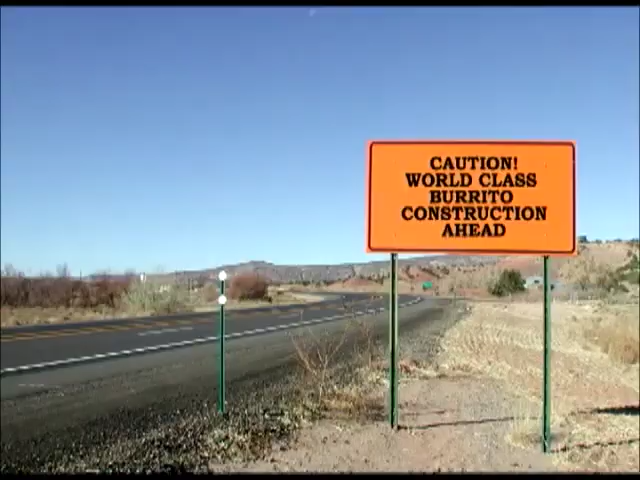 CAUTION!
WORLD CLASS
BURRITO
CONSTRUCTION
AHEAD